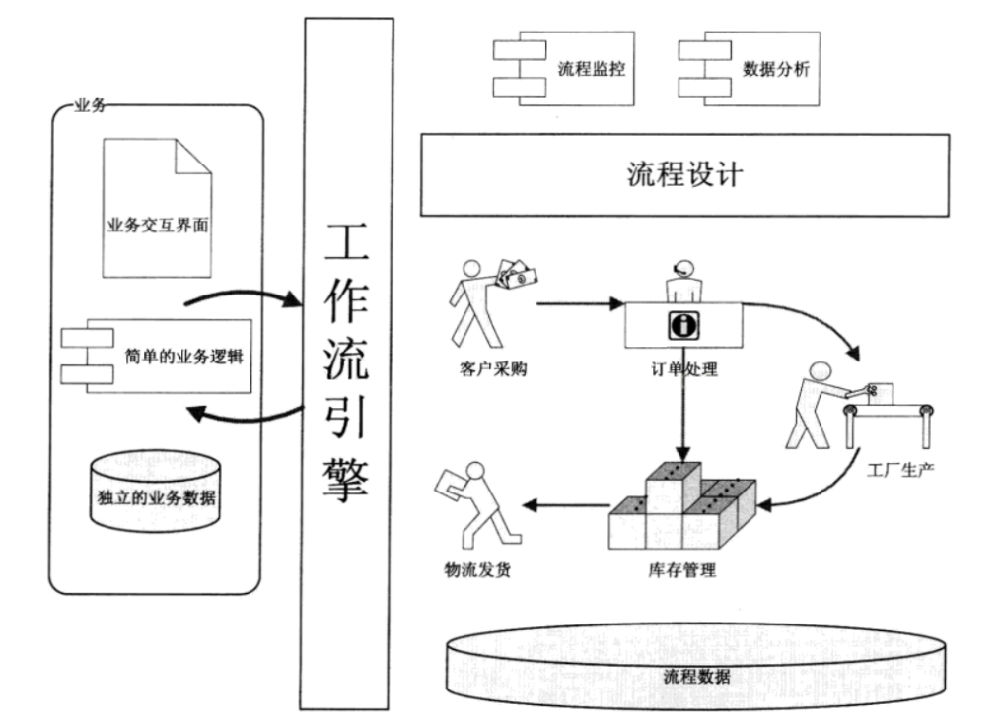 业务
业务交互界面
简单的业务逻辑
独立的业务数据
工作流引擎
流程监控
数据分析
流程设计
客户采购
订单处理
工厂生产
物流发货
库存管理
流程数据